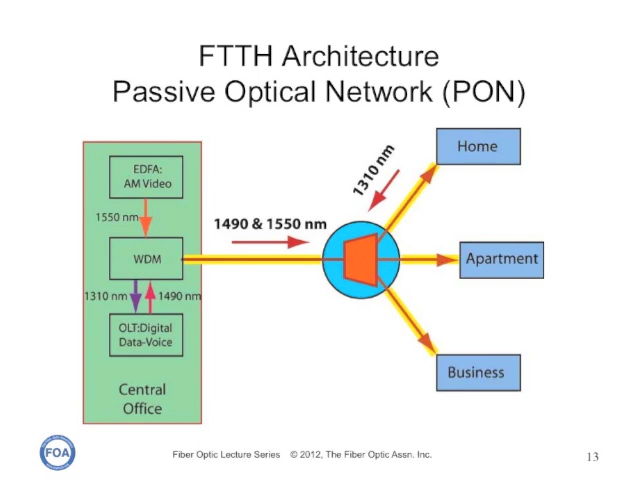 FTTH Architecture
Passive Optical Network (PON)
EDFA:
AM Video
1550 nm
WDM
1310 nm
1490 nm
OLT:Digital
Data-Voice
Central
Office
1490 & 1550 nm
1310 nm
Home
Apartment
Business
FOA
Fiber Optic Lecture Series © 2012, The Fiber Optic Assn. Inc.
13